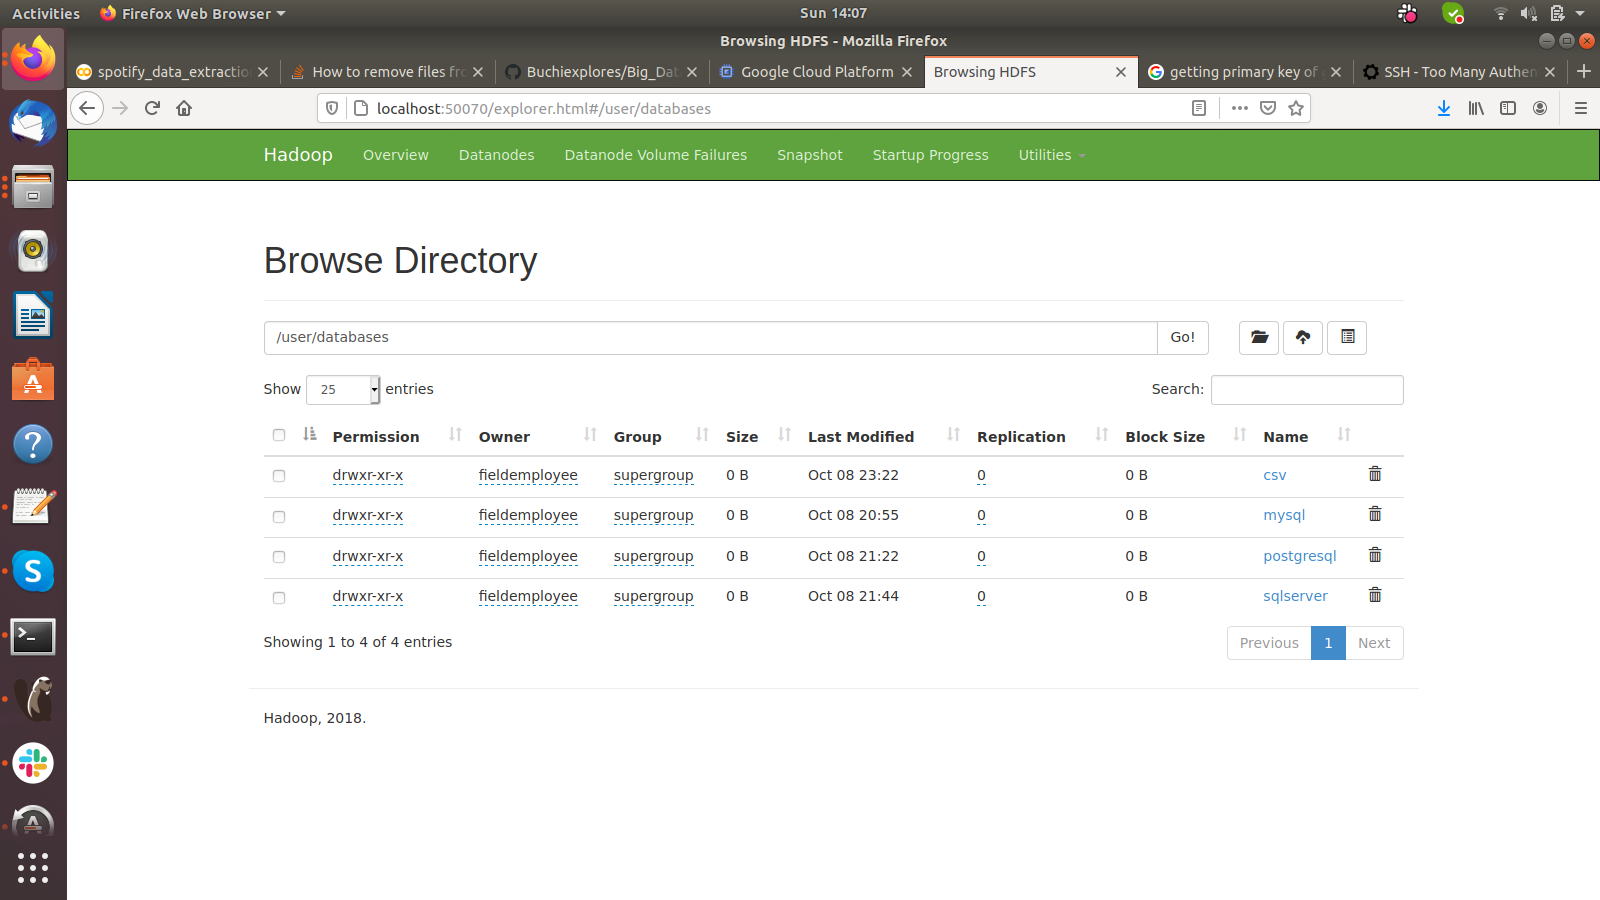 Activities Firefox Web Browser Sun 14:07
Browsing HDFS - Mozilla Firefox
spotify_data_extractio How to remove files fr Buchiexplores/Big_Dat Google Cloud Platform Browsing HDFS getting primary key of SSH - Too Many Authen
localhost:50070/explorer.html#/user/databases
Hadoop Overview Datanodes Datanode Volume Failures Snapshot Startup Progress Utilities
Browse Directory
/user/databases Go!
Show 25 entries Search:
Permission Owner Group Size Last Modified Replication Block Size Name
drwxr-xr-x fieldemployee supergroup 0 B Oct 08 23:22 0 0 B csv
drwxr-xr-x fieldemployee supergroup 0 B Oct 08 20:55 0 0 B mysql
drwxr-xr-x fieldemployee supergroup 0 B Oct 08 21:22 0 0 B postgresql
drwxr-xr-x fieldemployee supergroup 0 B Oct 08 21:44 0 0 B sqlserver
Showing 1 to 4 of 4 entries Previous 1 Next
Hadoop, 2018.